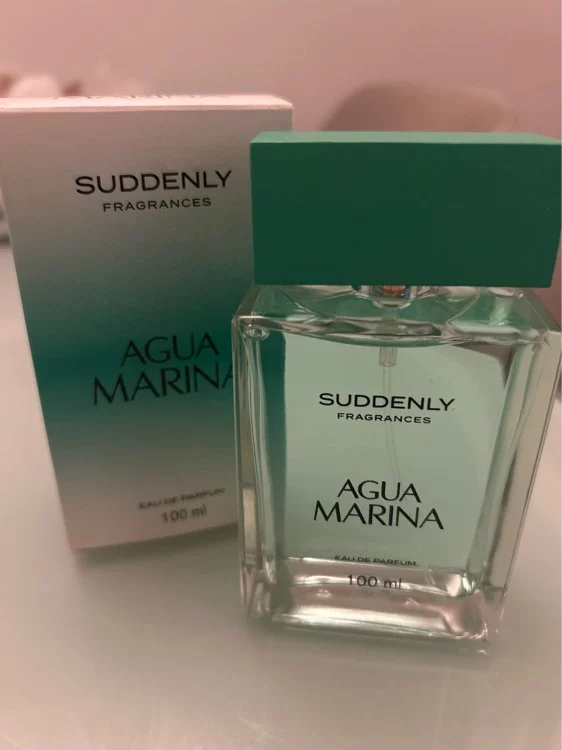 SUDDENLY
FRAGRANCES
AGUA
MARINA
EAU DE PARFUM
100 ml
SUDDENLY
FRAGRANCES
AGUA
MARINA
EAU DE PARFUM
100 ml